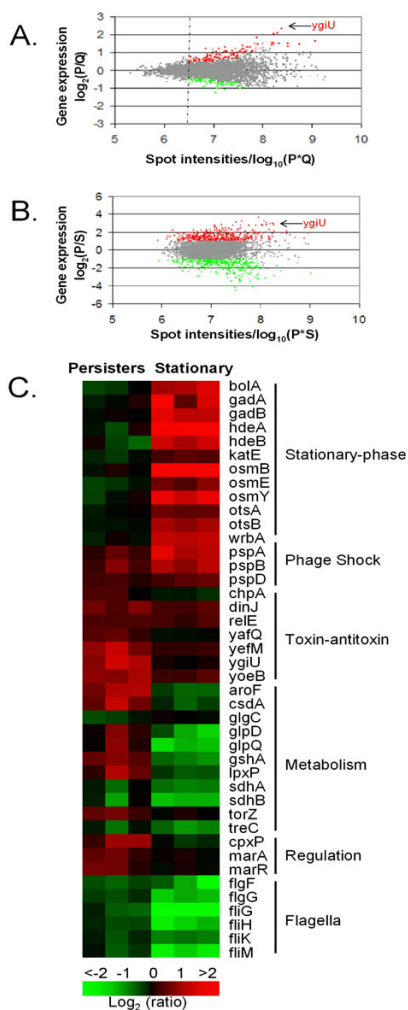 A.
Gene expression
log2(P/Q)
3
2
1
0
-1
-2
-3
ygiU
5 6 7 8 9 10
Spot intensities/log10(P*Q)
B.
Gene expression
log2(P/S)
6
4
2
0
-2
-4
-6
ygiU
5 6 7 8 9 10
Spot intensities/log10(P*S)
C.
Persisters Stationary
bolA
gadA
gadB
hdeA
hdeB
katE
osmB
osmE
osmY
otsA
otsB
wrbA
Stationary-phase
pspA
pspB
pspD
Phage Shock
chpA
dinJ
relE
yafQ
yefM
ygiU
yoeB
Toxin-antitoxin
aroF
csdA
glgC
glpD
glpQ
gshA
lpxP
sdhA
sdhB
torZ
treC
Metabolism
cpxP
marA
marR
Regulation
flgF
flgG
fliG
fliH
fliK
fliM
Flagella
<-2 -1 0 1 >2
Log2 (ratio)